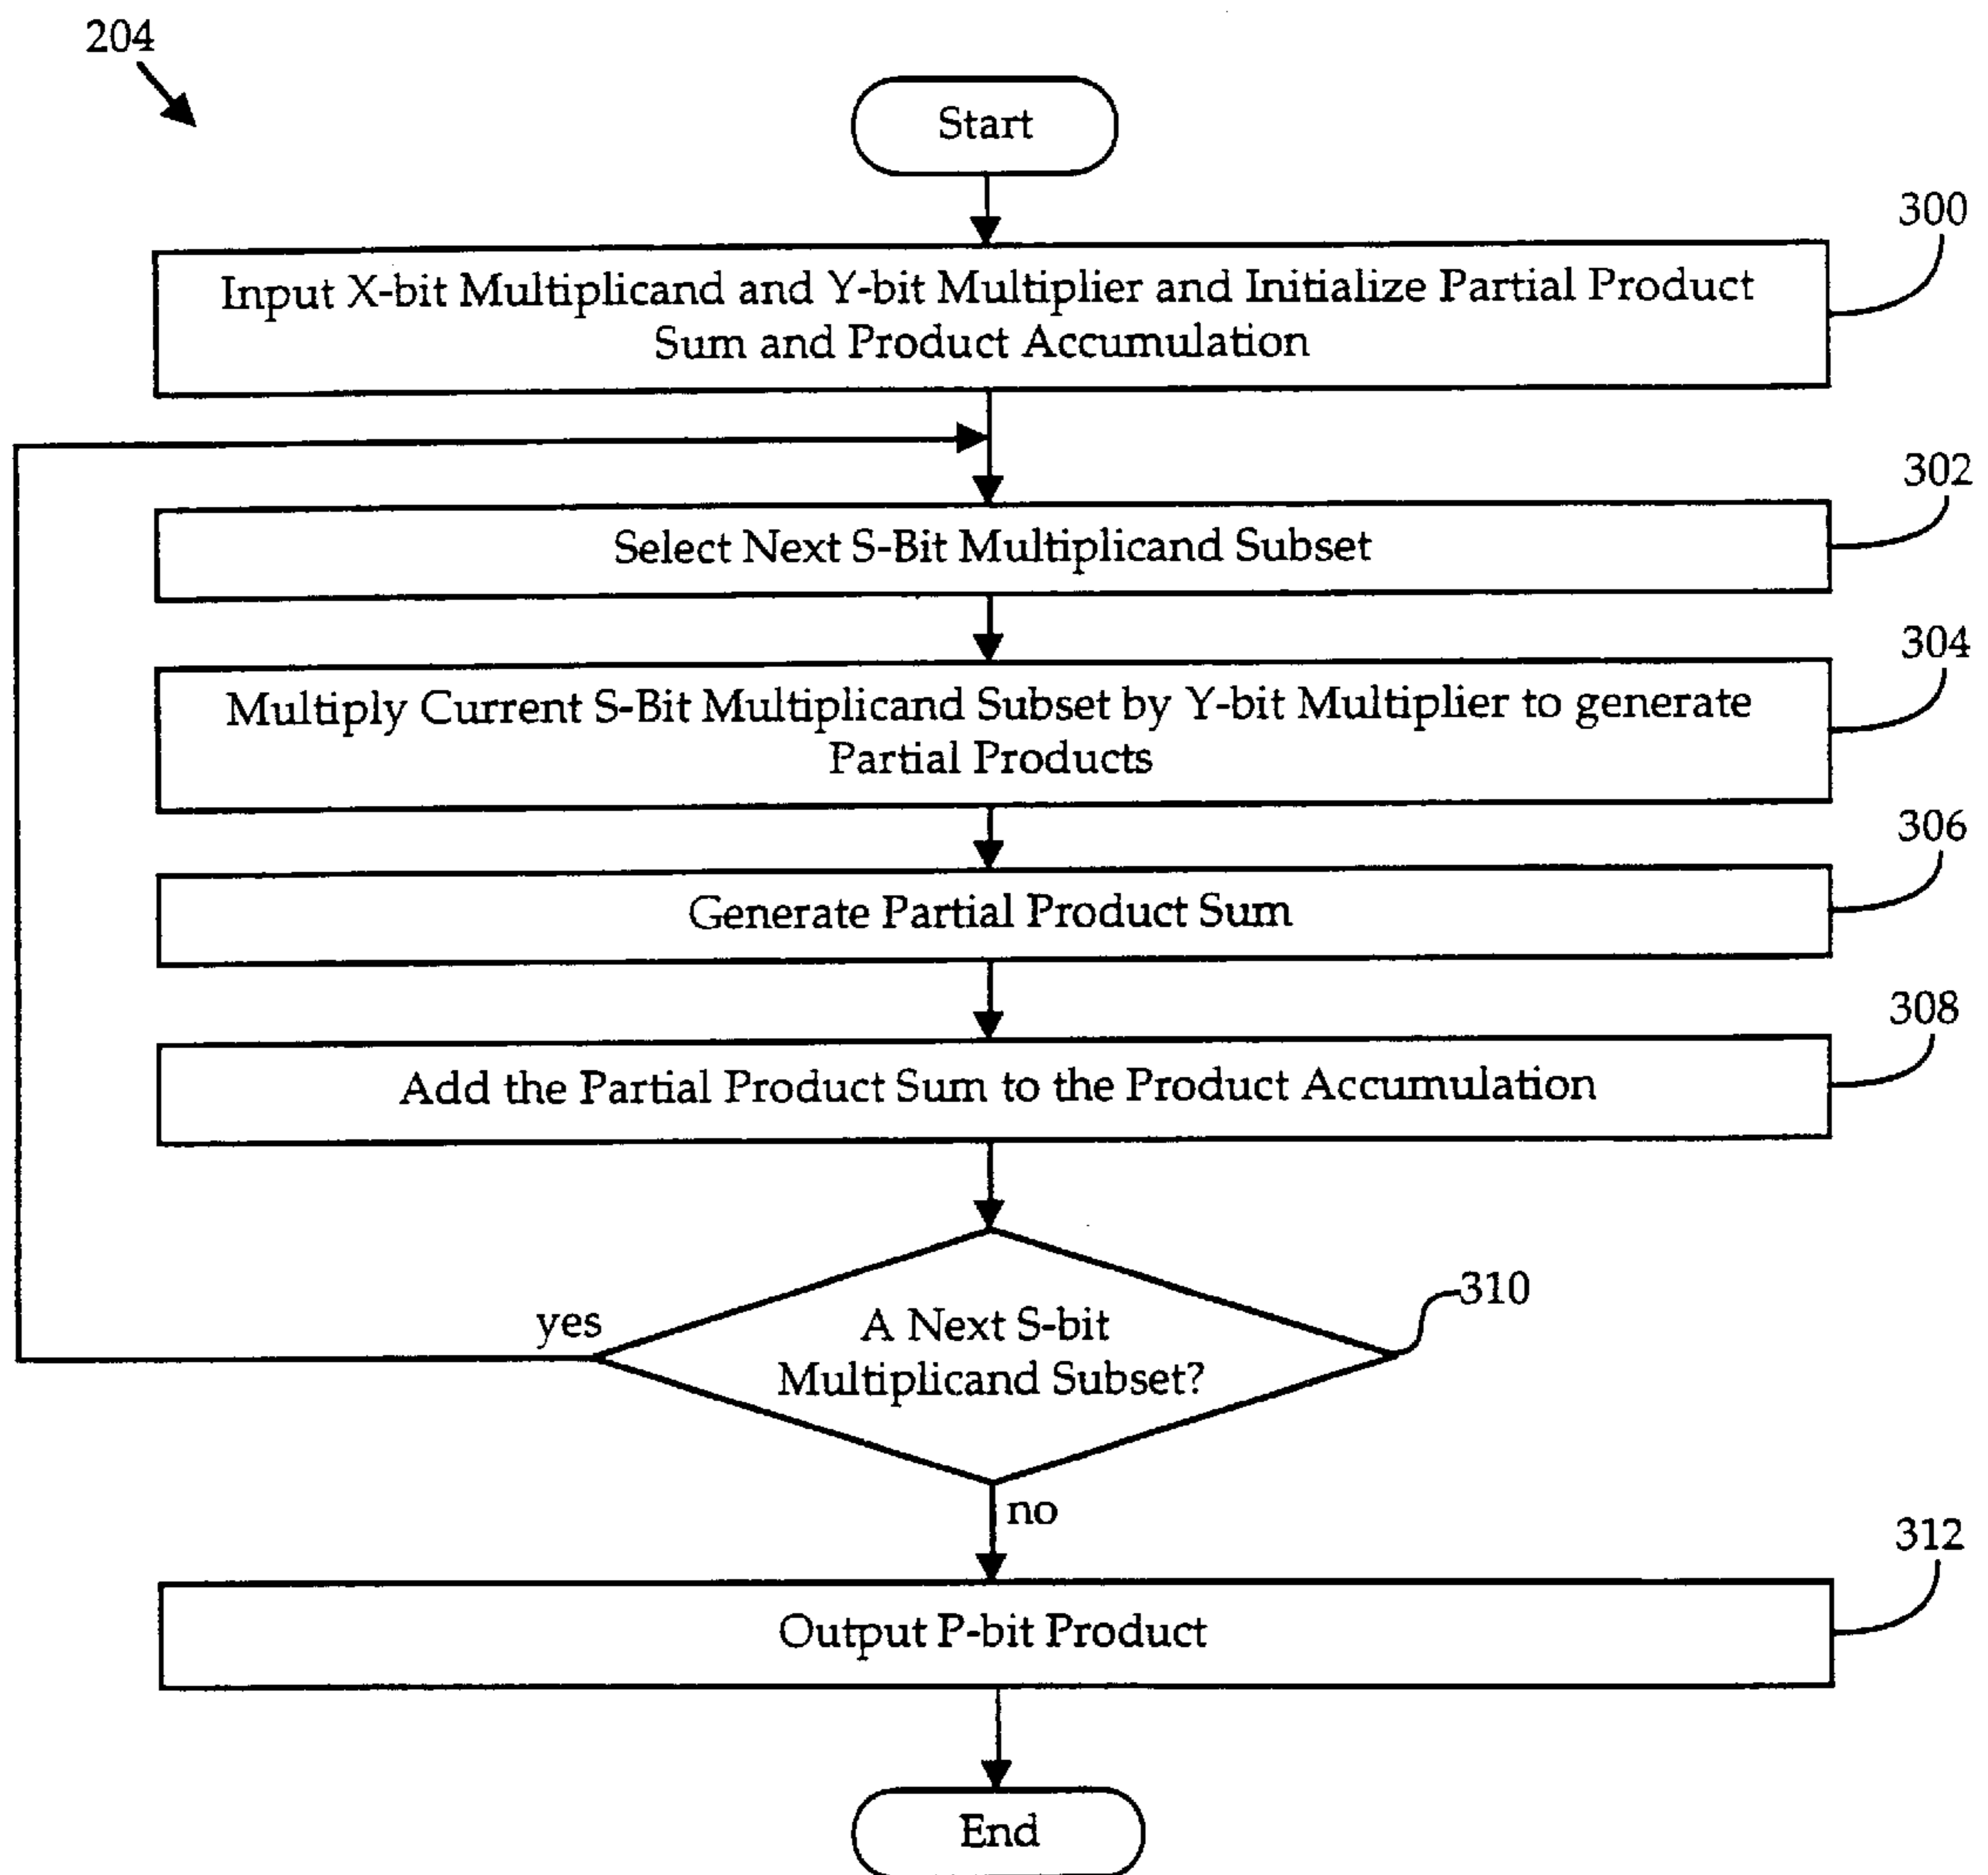 204
Start
300
Input X-bit Multiplicand and Y-bit Multiplier and Initialize Partial Product
Sum and Product Accumulation
302
Select Next S-Bit Multiplicand Subset
304
Multiply Current S-Bit Multiplicand Subset by Y-bit Multiplier to generate
Partial Products
306
Generate Partial Product Sum
308
Add the Partial Product Sum to the Product Accumulation
310
yes
A Next S-bit
Multiplicand Subset?
no
312
Output P-bit Product
End